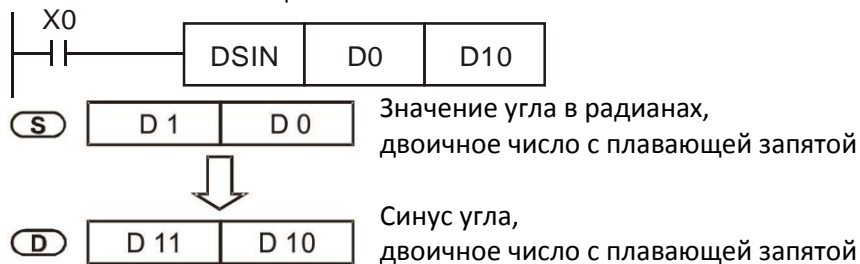 X0
DSIN D0 D10
S D 1 D 0 Значение угла в радианах,
двоичное число с плавающей запятой
Синус угла,
D D 11 D 10 двоичное число с плавающей запятой